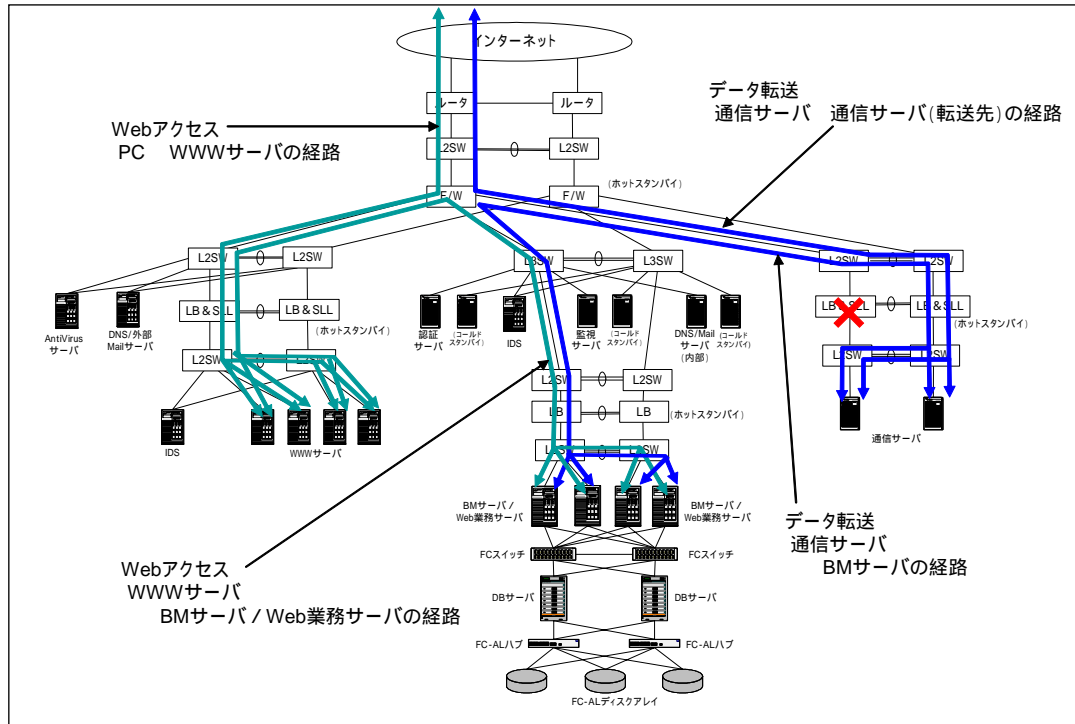 インターネット
ルータ
ルータ
データ転送
通信サーバ 通信サーバ(転送先)の経路
Webアクセス
PC WWWサーバの経路
L2SW
L2SW
F/W
F/W
(ホットスタンバイ)
L2SW
L2SW
L3SW
L3SW
L2SW
L2SW
LB&SLL
LB&SLL
(ホットスタンバイ)
LB&SLL
LB&SLL
(ホットスタンバイ)
AntiVirus
サーバ
DNS/外部
Mailサーバ
認証
サーバ
(コールド
スタンバイ)
IDS
監視
サーバ
(コールド
スタンバイ)
DNS/Mail
サーバ
(内部)
(コールド
スタンバイ)
L2SW
L2SW
L2SW
L2SW
L2SW
L2SW
LB
LB
(ホットスタンバイ)
L2SW
L2SW
IDS
WWWサーバ
通信サーバ
BMサーバ/
Web業務サーバ
BMサーバ/
Web業務サーバ
データ転送
通信サーバ
BMサーバの経路
FCスイッチ
FCスイッチ
Webアクセス
WWWサーバ
BMサーバ/Web業務サーバの経路
DBサーバ
DBサーバ
FC-ALハブ
FC-ALハブ
FC-ALディスクアレイ